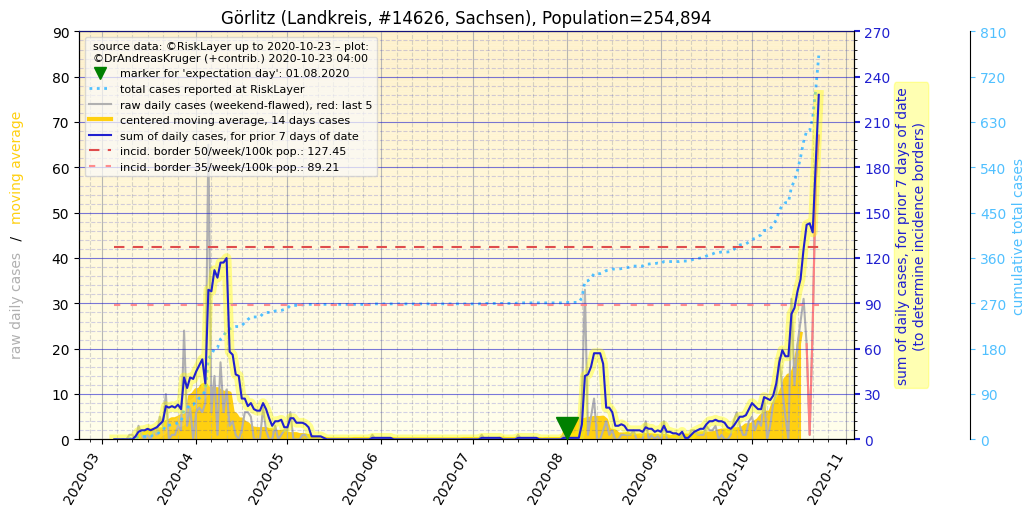 Görlitz (Landkreis, #14626, Sachsen), Population=254,894
source data: ©RiskLayer up to 2020-10-23 – plot:
©DrAndreasKruger (+contrib.) 2020-10-23 04:00
marker for 'expectation day': 01.08.2020
total cases reported at RiskLayer
raw daily cases (weekend-flawed), red: last 5
centered moving average, 14 days cases
sum of daily cases, for prior 7 days of date
incid. border 50/week/100k pop.: 127.45
incid. border 35/week/100k pop.: 89.21
raw daily cases / moving average
90
80
70
60
50
40
30
20
10
0
2020-03
2020-04
2020-05
2020-06
2020-07
2020-08
2020-09
2020-10
2020-11
270
240
210
180
150
120
90
60
30
0
sum of daily cases, for prior 7 days of date
(to determine incidence borders)
810
720
630
540
450
360
270
180
90
0
cumulative total cases